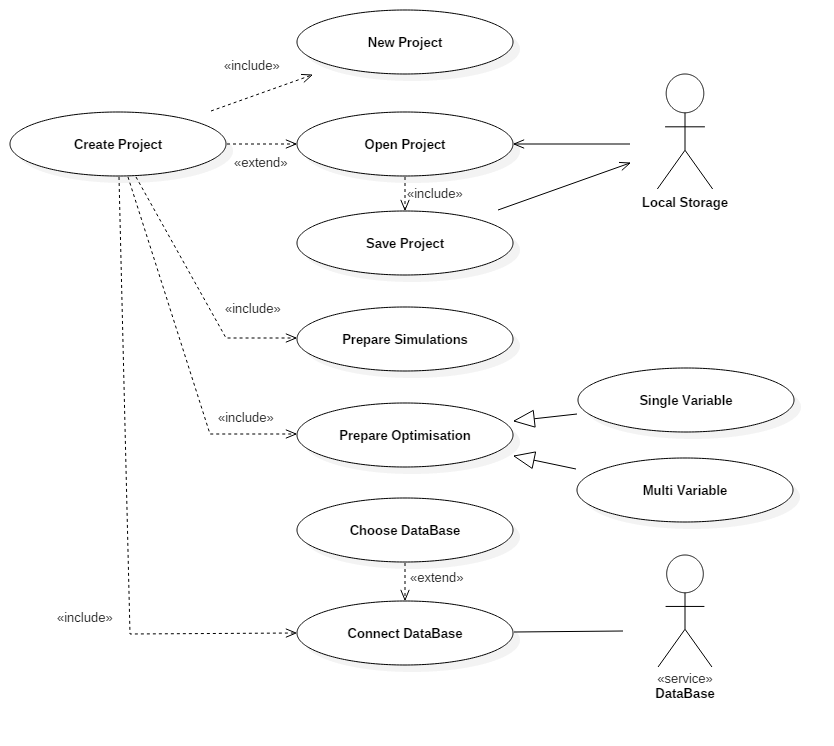 New Project
«include»
Create Project
Open Project
«extend»
«include»
Local Storage
Save Project
«include»
Prepare Simulations
Single Variable
«include»
Prepare Optimisation
Multi Variable
Choose DataBase
«extend»
«include»
Connect DataBase
«service»
DataBase